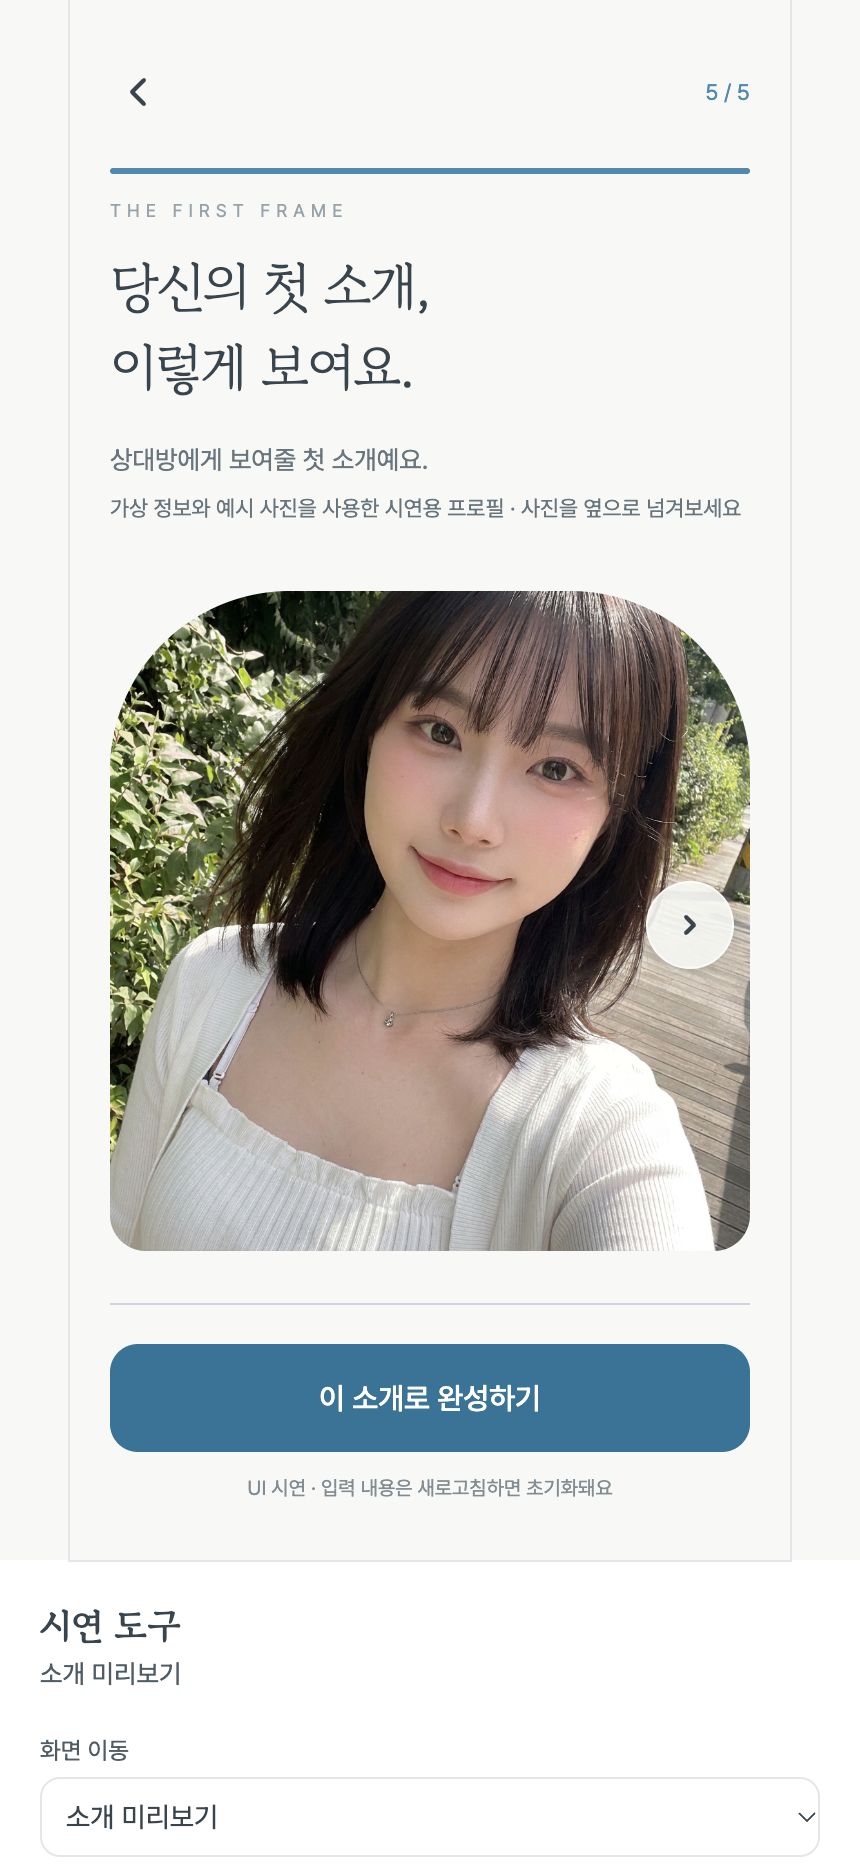 5 / 5
THE FIRST FRAME
당신의 첫 소개,
이렇게 보여요.
상대방에게 보여줄 첫 소개예요.
가상 정보와 예시 사진을 사용한 시연용 프로필 · 사진을 옆으로 넘겨보세요
이 소개로 완성하기
UI 시연 · 입력 내용은 새로고침하면 초기화돼요
시연 도구
소개 미리보기
화면 이동
소개 미리보기